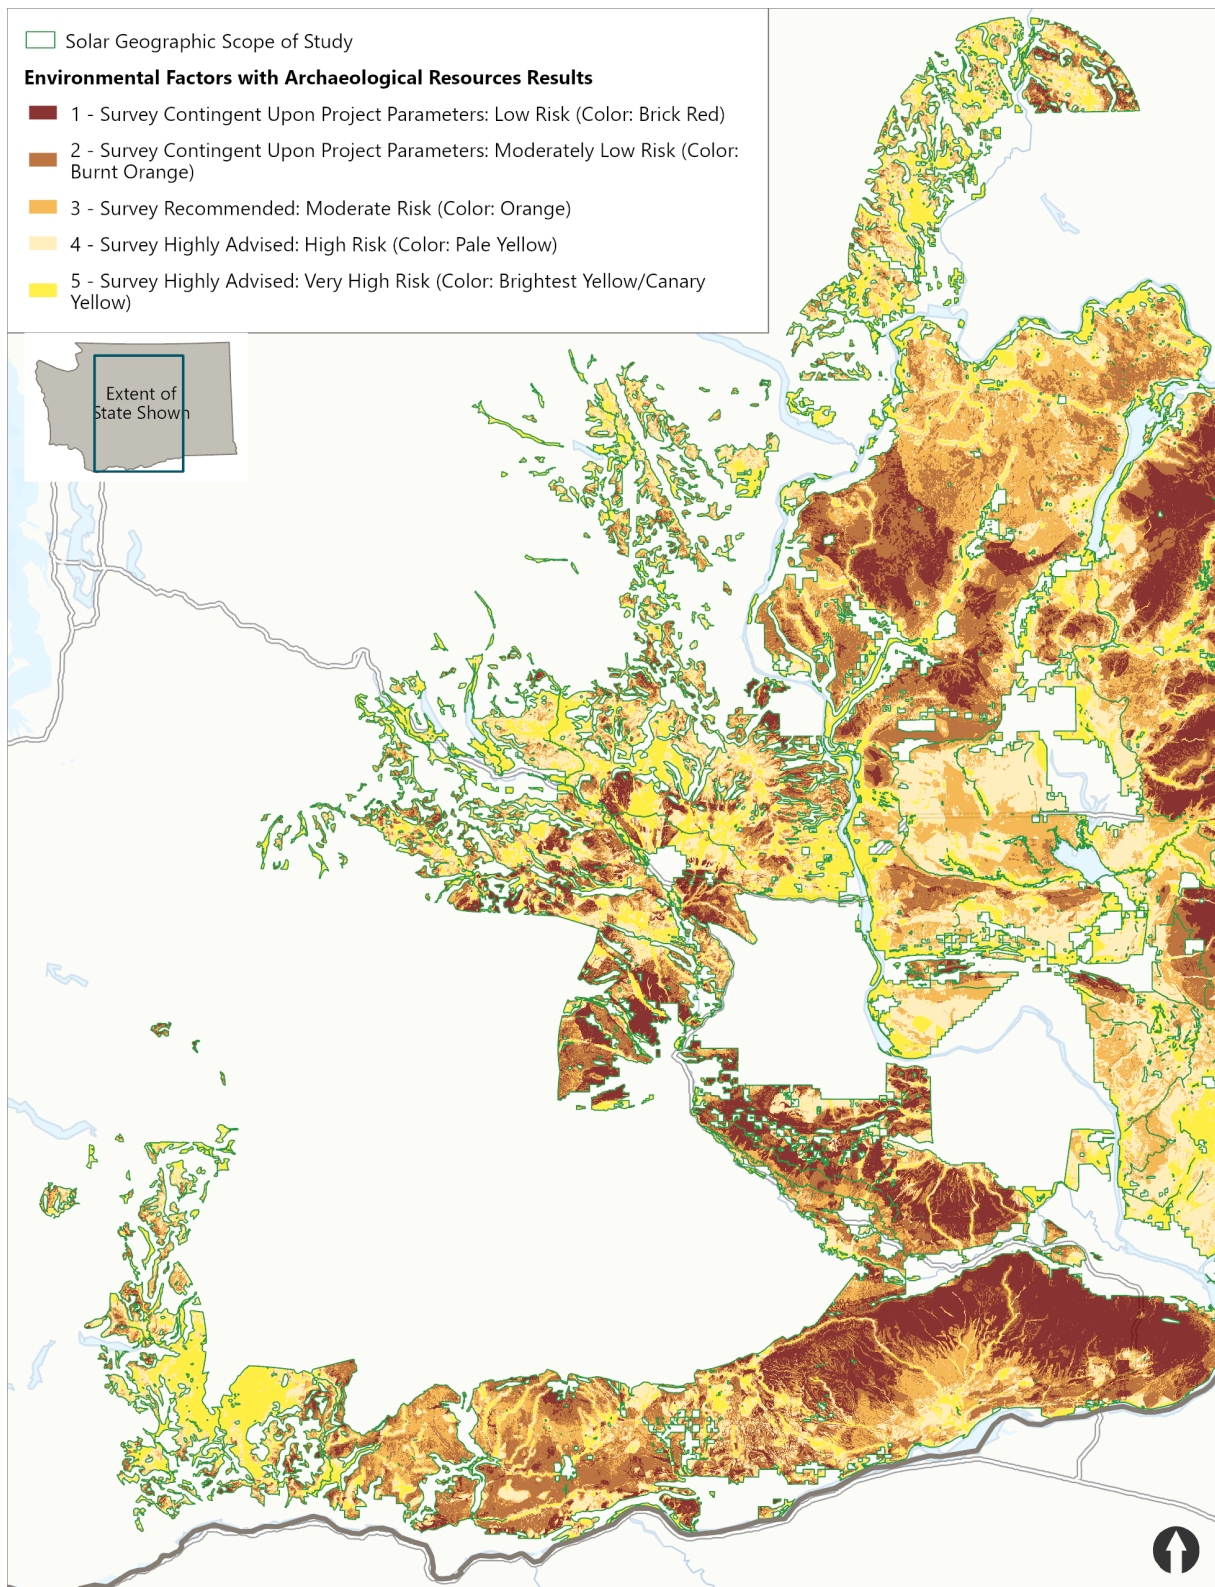 Solar Geographic Scope of Study
Environmental Factors with Archaeological Resources Results
1 - Survey Contingent Upon Project Parameters: Low Risk (Color: Brick Red)
2 - Survey Contingent Upon Project Parameters: Moderately Low Risk (Color:
Burnt Orange)
3 - Survey Recommended: Moderate Risk (Color: Orange)
4 - Survey Highly Advised: High Risk (Color: Pale Yellow)
5 - Survey Highly Advised: Very High Risk (Color: Brightest Yellow/Canary
Yellow)
Extent of
State Shown